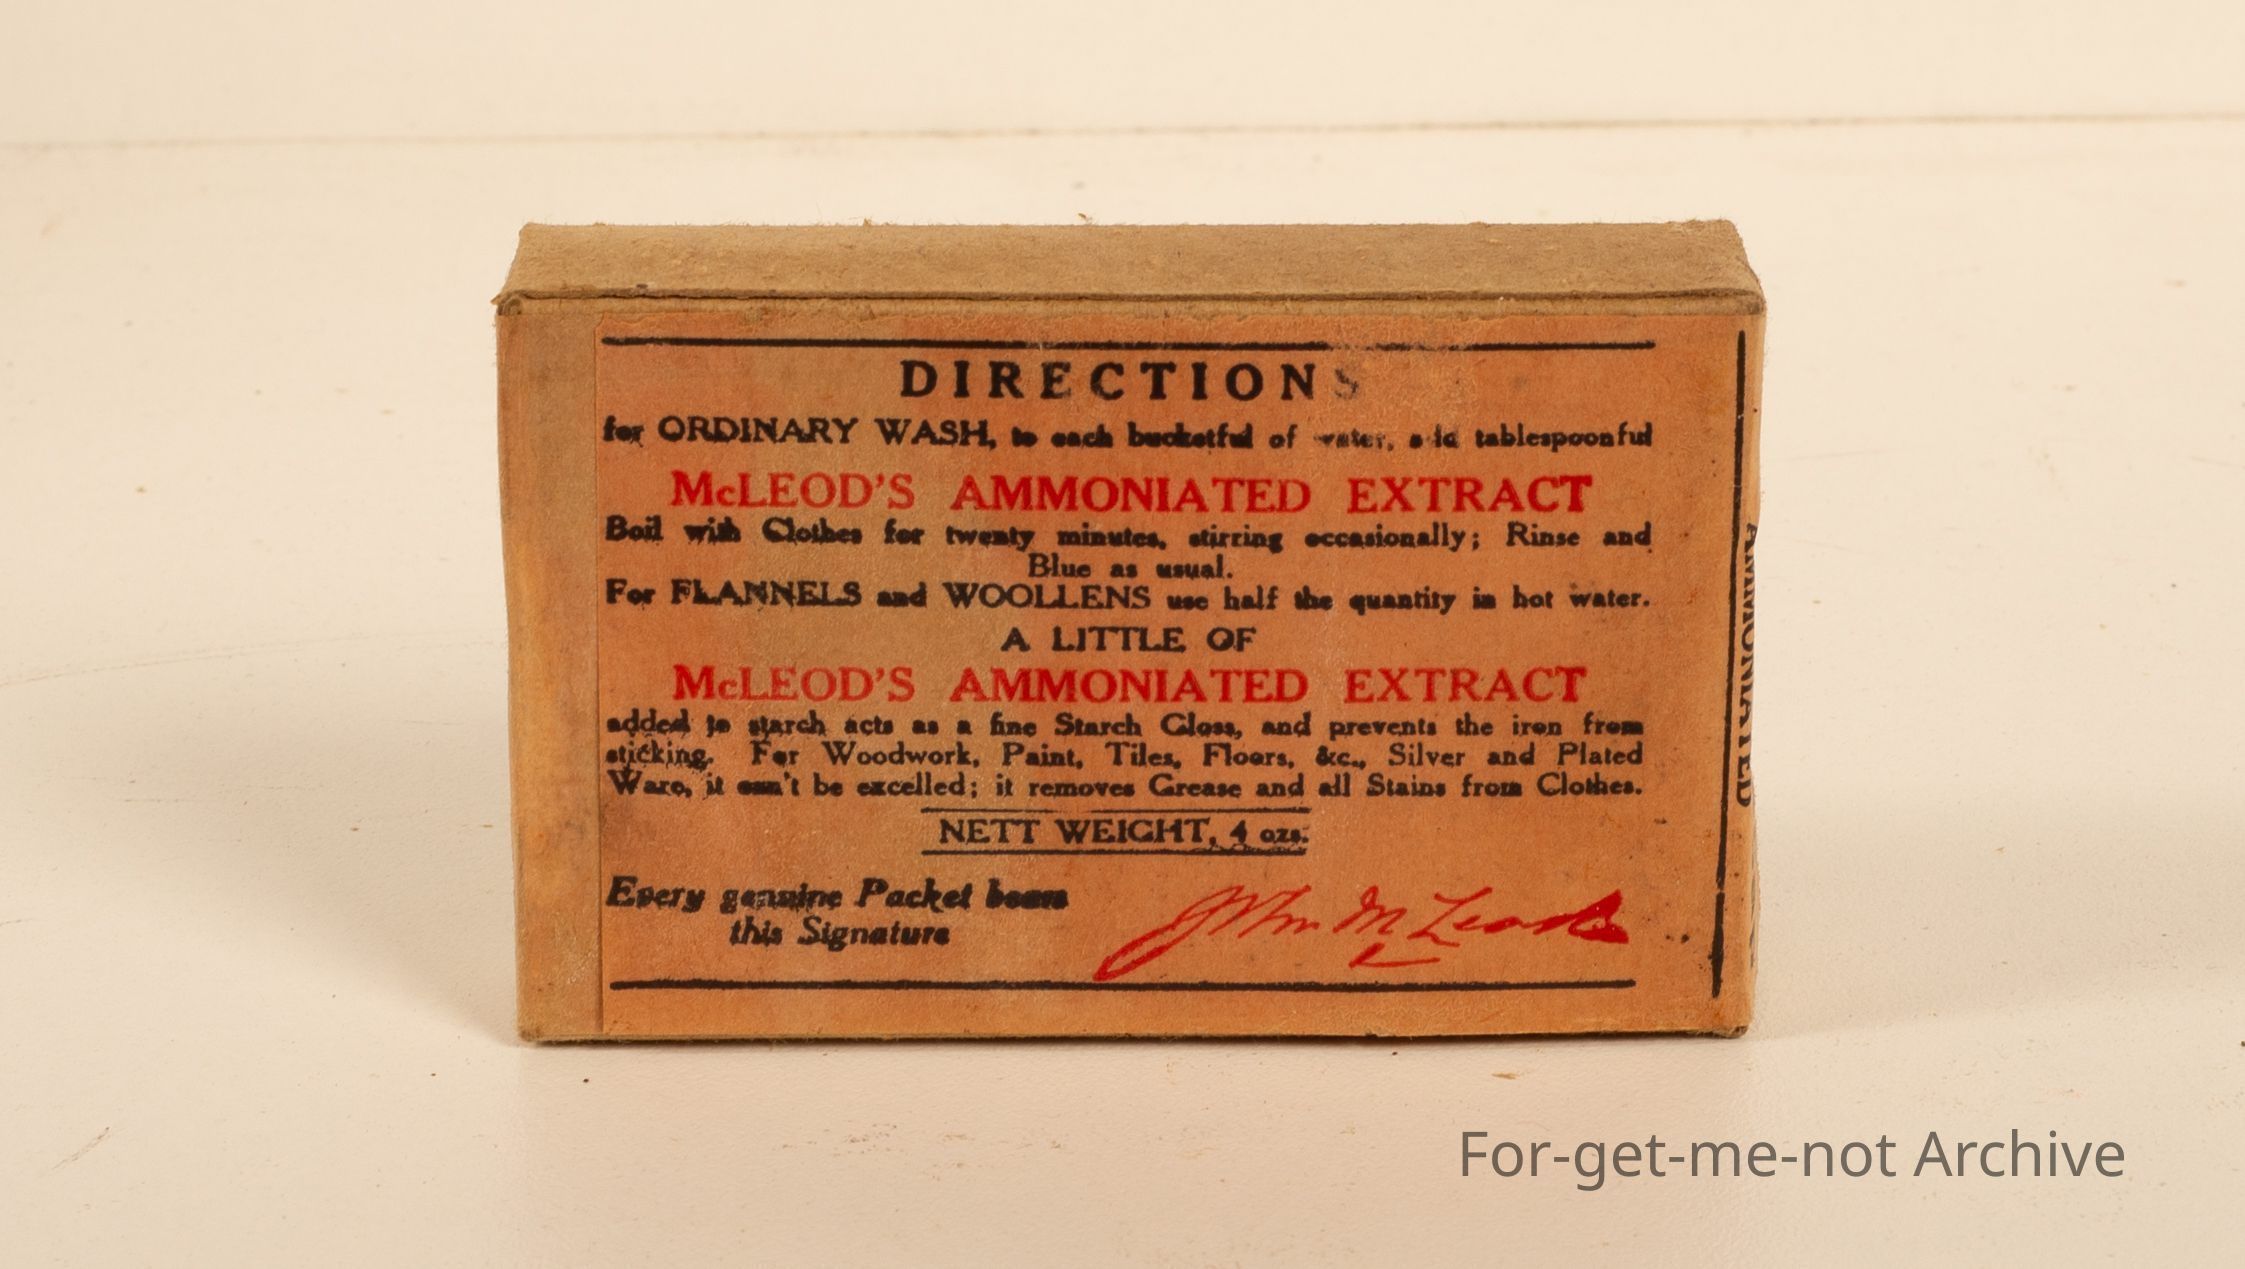 DIRECTIONS
for ORDINARY WASH, to each bucketful of water, add tablespoonful
McLEOD'S AMMONIATED EXTRACT
Boil with Clothes for twenty minutes, stirring occasionally; Rinse and
Blue as usual.
For FLANNELS and WOOLLENS use half the quantity in hot water.
A LITTLE OF
McLEOD'S AMMONIATED EXTRACT
added to starch acts as a fine Starch Gloss, and prevents the iron from
sticking. For Woodwork, Paint, Tiles, Floors, &c., Silver and Plated
Ware, it can't be excelled; it removes Grease and all Stains from Clothes.
NETT WEIGHT, 4 ozs.
Every genuine Packet bears
this Signature
John McLeod
AMMONIATED
For-get-me-not Archive